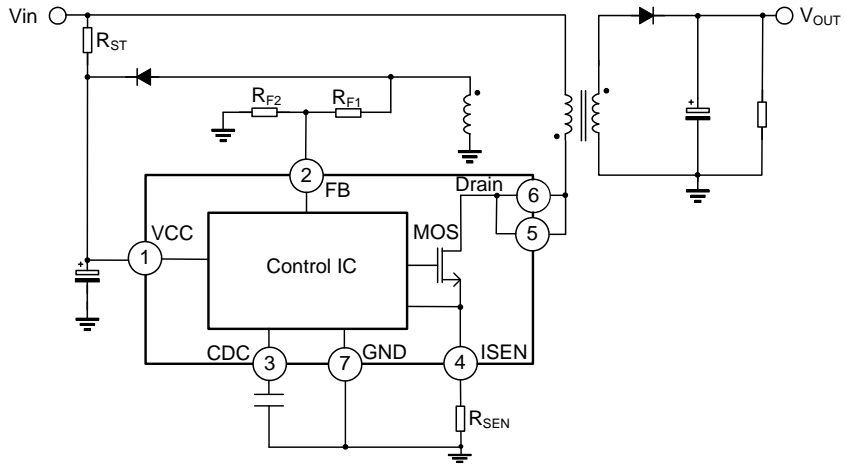 Vin
V_OUT
R_ST
R_F2
R_F1
2
FB
Drain
6
5
VCC
1
MOS
Control IC
CDC
3
7
GND
4
ISEN
R_SEN